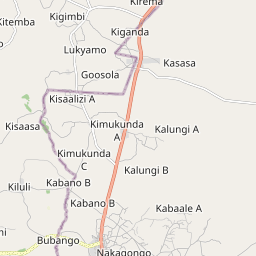 Kirema
Kitemba
Kigimbi
Kiganda
Lukyamo
Kasasa
Goosola
Kisaalizi A
Kisaasa
Kimukunda
A
Kalungi A
Kimukunda
C
Kalungi B
Kiluli
Kabano B
Kabano B
Kabaale A
Bubango
Nakagongo